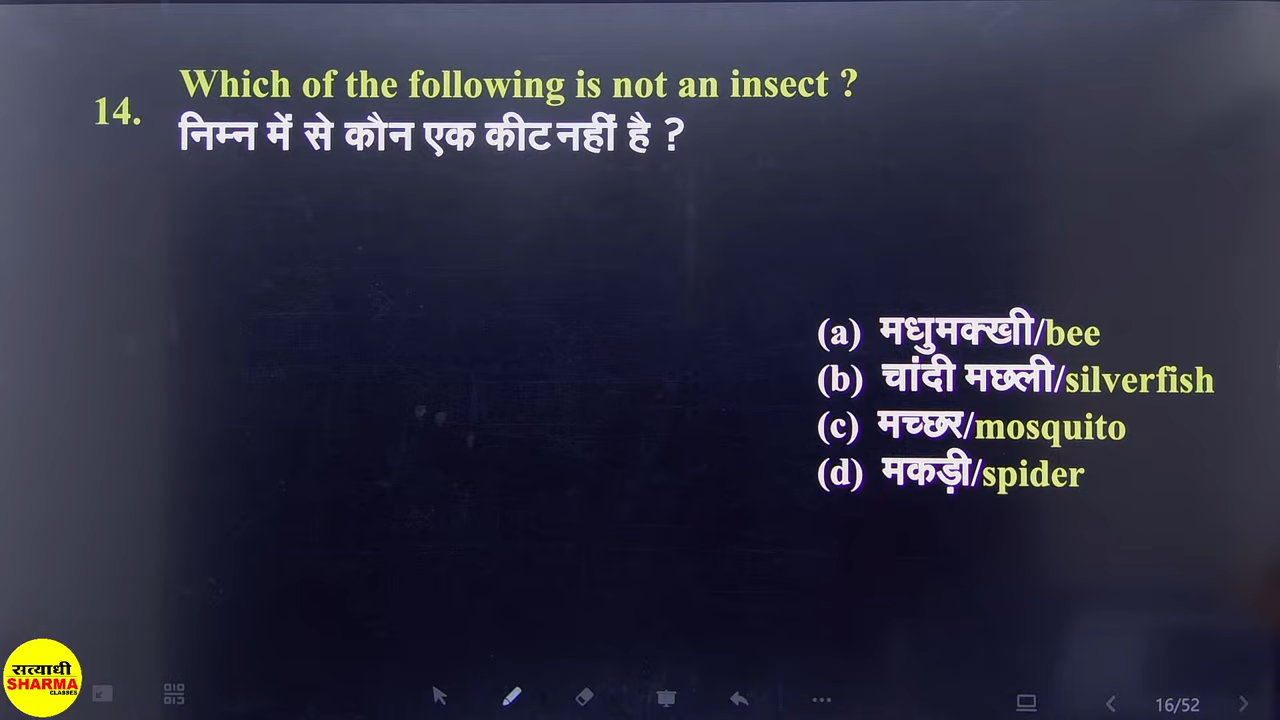 14.
Which of the following is not an insect ?
निम्न में से कौन एक कीट नहीं है ?
(a) मधुमक्खी/bee
(b) चांदी मछली/silverfish
(c) मच्छर/mosquito
(d) मकड़ी/spider
सत्याधी
SHARMA
CLASSES
16/52